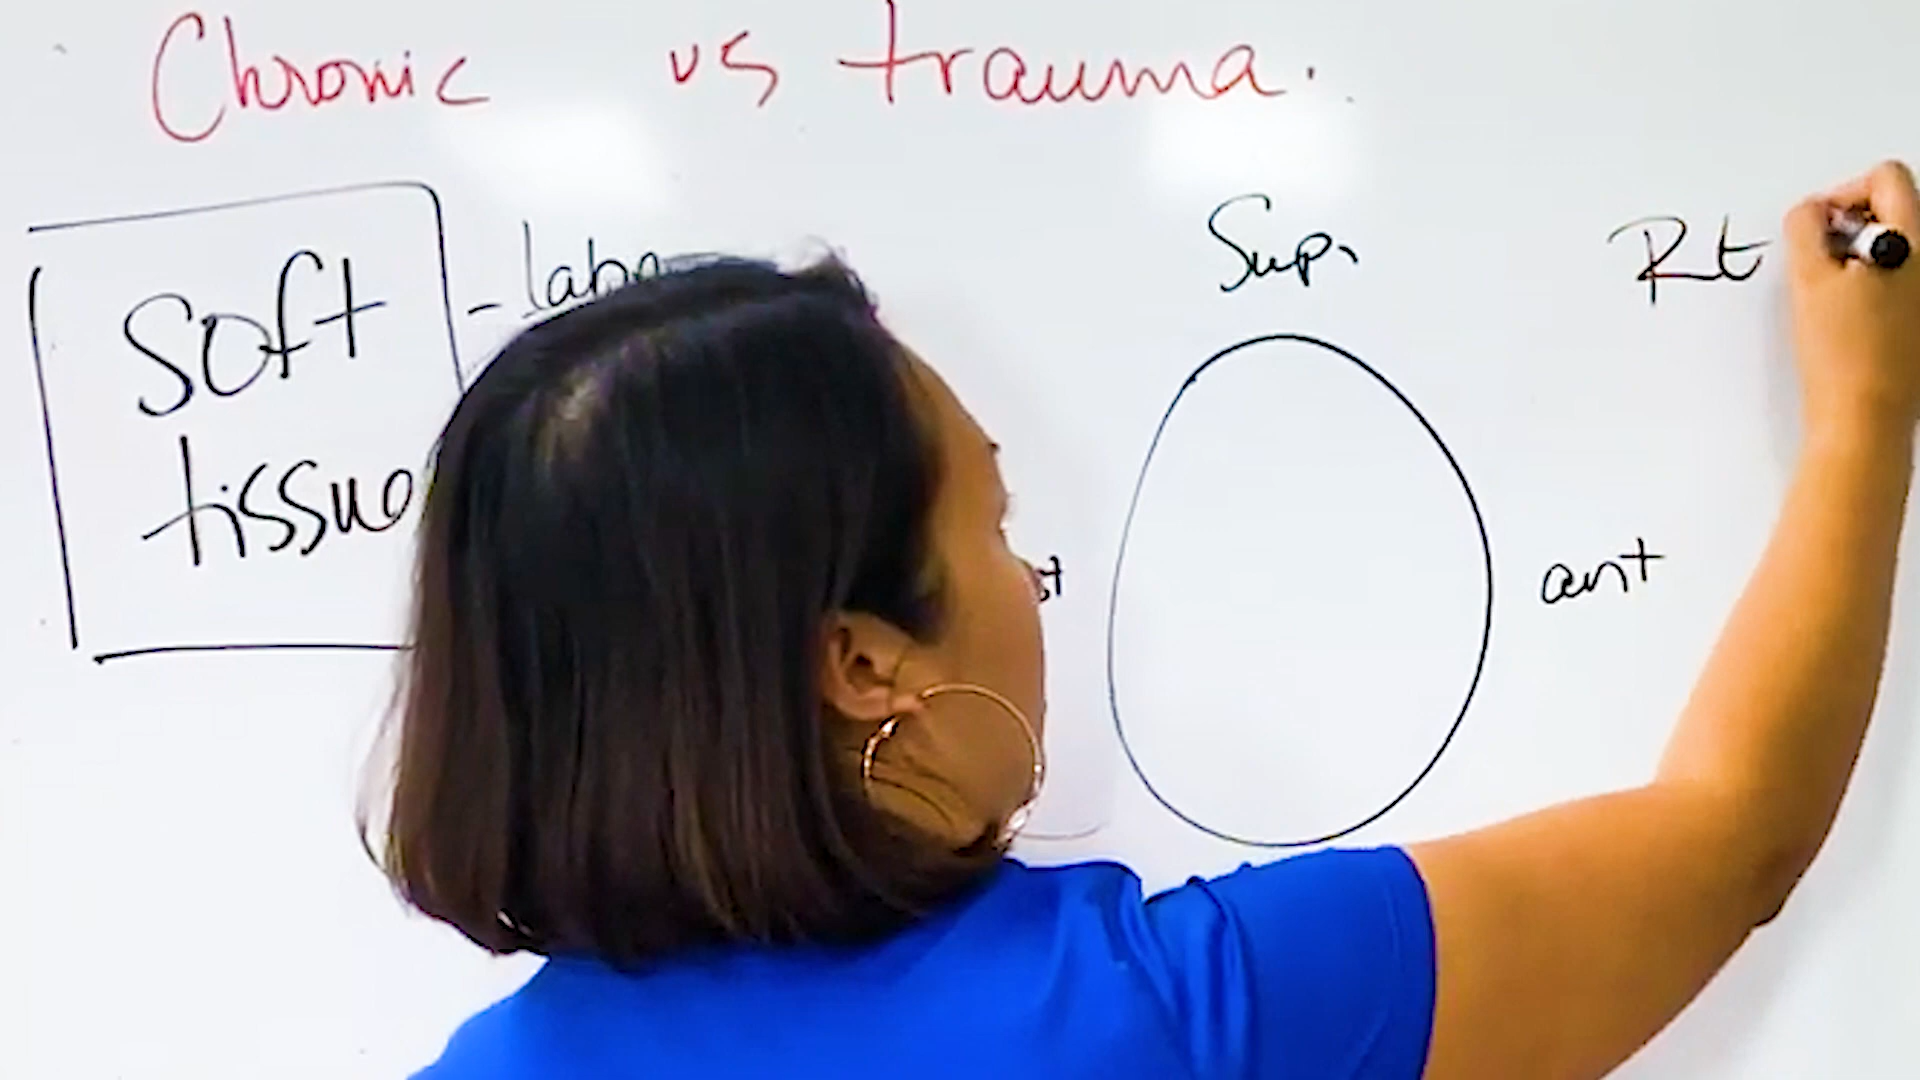 Chronic vs trauma.
Soft
tissue
Sup.
Rt
ant